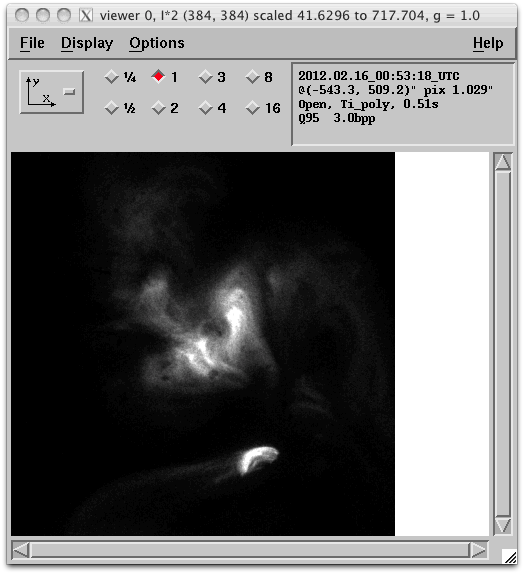 viewer 0, I*2 (384, 384) scaled 41.6296 to 717.704, g = 1.0
File Display Options Help
y
x
¼ 1 3 8
½ 2 4 16
2012.02.16_00:53:18_UTC
@(-543.3, 509.2)" pix 1.029"
Open, Ti_poly, 0.51s
Q95 3.0bpp